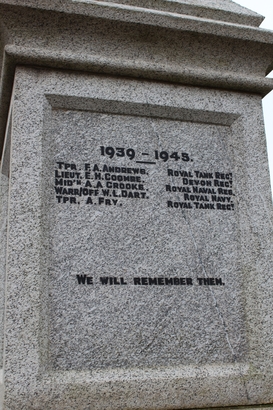 1939 - 1945.
TPR. F. A. ANDREWS. ROYAL TANK REGT
LIEUT. E. H. COOMBE. DEVON REGT
MIDN A. A. CROOKE. ROYAL NAVAL RES.
WARR/OFF W. L. DART. ROYAL NAVY.
TPR. A. FRY. ROYAL TANK REGT
WE WILL REMEMBER THEM.